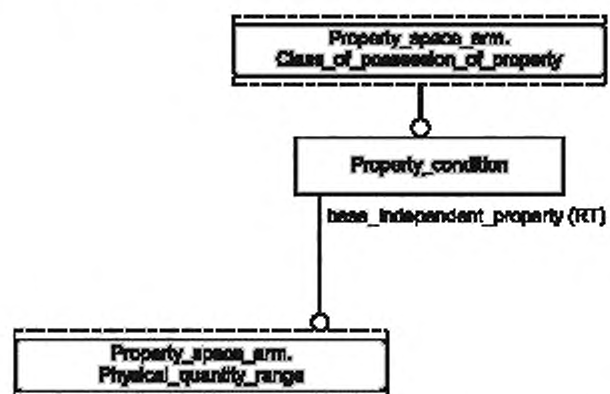 Property_space_arm.
Class_of_possession_of_property
Property_condition
base_independent_property (RT)
Property_space_arm.
Physical_quantity_range